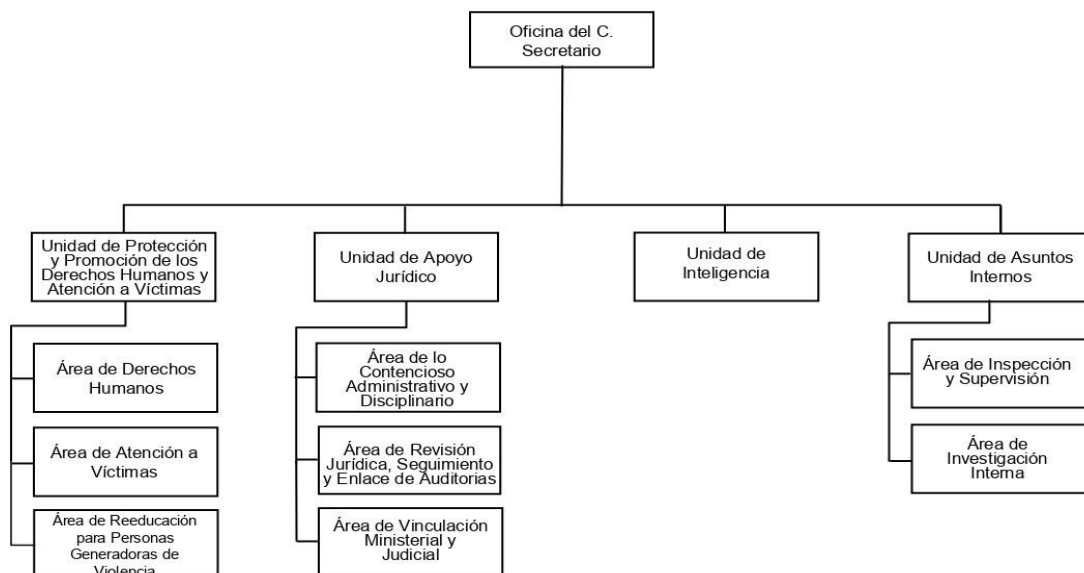 Oficina del C.
Secretario
Unidad de Protección
y Promoción de los
Derechos Humanos y
Atención a Víctimas
Área de Derechos
Humanos
Área de Atención a
Víctimas
Área de Reeducación
para Personas
Generadoras de
Violencia
Unidad de Apoyo
Jurídico
Área de lo
Contencioso
Administrativo y
Disciplinario
Área de Revisión
Jurídica, Seguimiento
y Enlace de Auditorias
Área de Vinculación
Ministerial y
Judicial
Unidad de
Inteligencia
Unidad de Asuntos
Internos
Área de Inspección
y Supervisión
Área de
Investigación
Interna